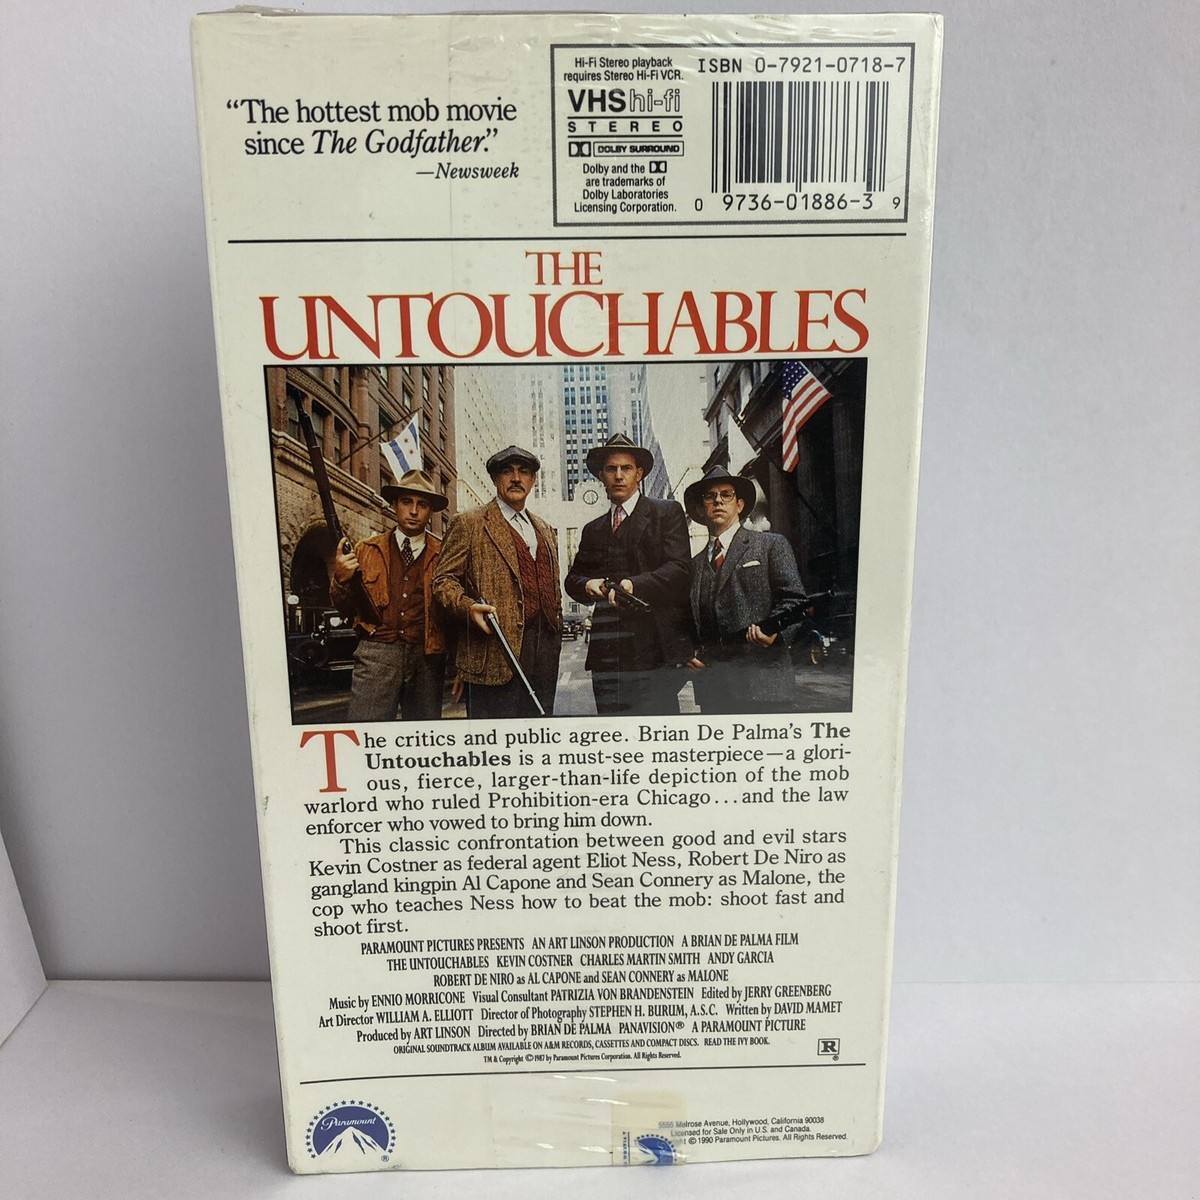 “The hottest mob movie
since The Godfather.”
—Newsweek
Hi-Fi Stereo playback
requires Stereo Hi-Fi VCR.
VHS hi-fi
STEREO
DOLBY SURROUND
Dolby and the
are trademarks of
Dolby Laboratories
Licensing Corporation.
ISBN 0-7921-0718-7
0 9736-01886-3 9
THE
UNTOUCHABLES
The critics and public agree. Brian De Palma's The
Untouchables is a must-see masterpiece—a glori-
ous, fierce, larger-than-life depiction of the mob
warlord who ruled Prohibition-era Chicago...and the law
enforcer who vowed to bring him down.
This classic confrontation between good and evil stars
Kevin Costner as federal agent Eliot Ness, Robert De Niro as
gangland kingpin Al Capone and Sean Connery as Malone, the
cop who teaches Ness how to beat the mob: shoot fast and
shoot first.
PARAMOUNT PICTURES PRESENTS AN ART LINSON PRODUCTION A BRIAN DE PALMA FILM
THE UNTOUCHABLES KEVIN COSTNER CHARLES MARTIN SMITH ANDY GARCIA
ROBERT DE NIRO as AL CAPONE and SEAN CONNERY as MALONE
Music by ENNIO MORRICONE Visual Consultant PATRIZIA VON BRANDENSTEIN Edited by JERRY GREENBERG
Art Director WILLIAM A. ELLIOTT Director of Photography STEPHEN H. BURUM, A.S.C. Written by DAVID MAMET
Produced by ART LINSON Directed by BRIAN DE PALMA PANAVISION® A PARAMOUNT PICTURE
ORIGINAL SOUNDTRACK ALBUM AVAILABLE ON A&M RECORDS, CASSETTES AND COMPACT DISCS. READ THE IVY BOOK.
TM & Copyright © 1987 by Paramount Pictures Corporation. All Rights Reserved.
R
®
Paramount
®
5555 Melrose Avenue, Hollywood, California 90038
Licensed for Sale Only in U.S. and Canada.
© 1990 Paramount Pictures. All Rights Reserved.